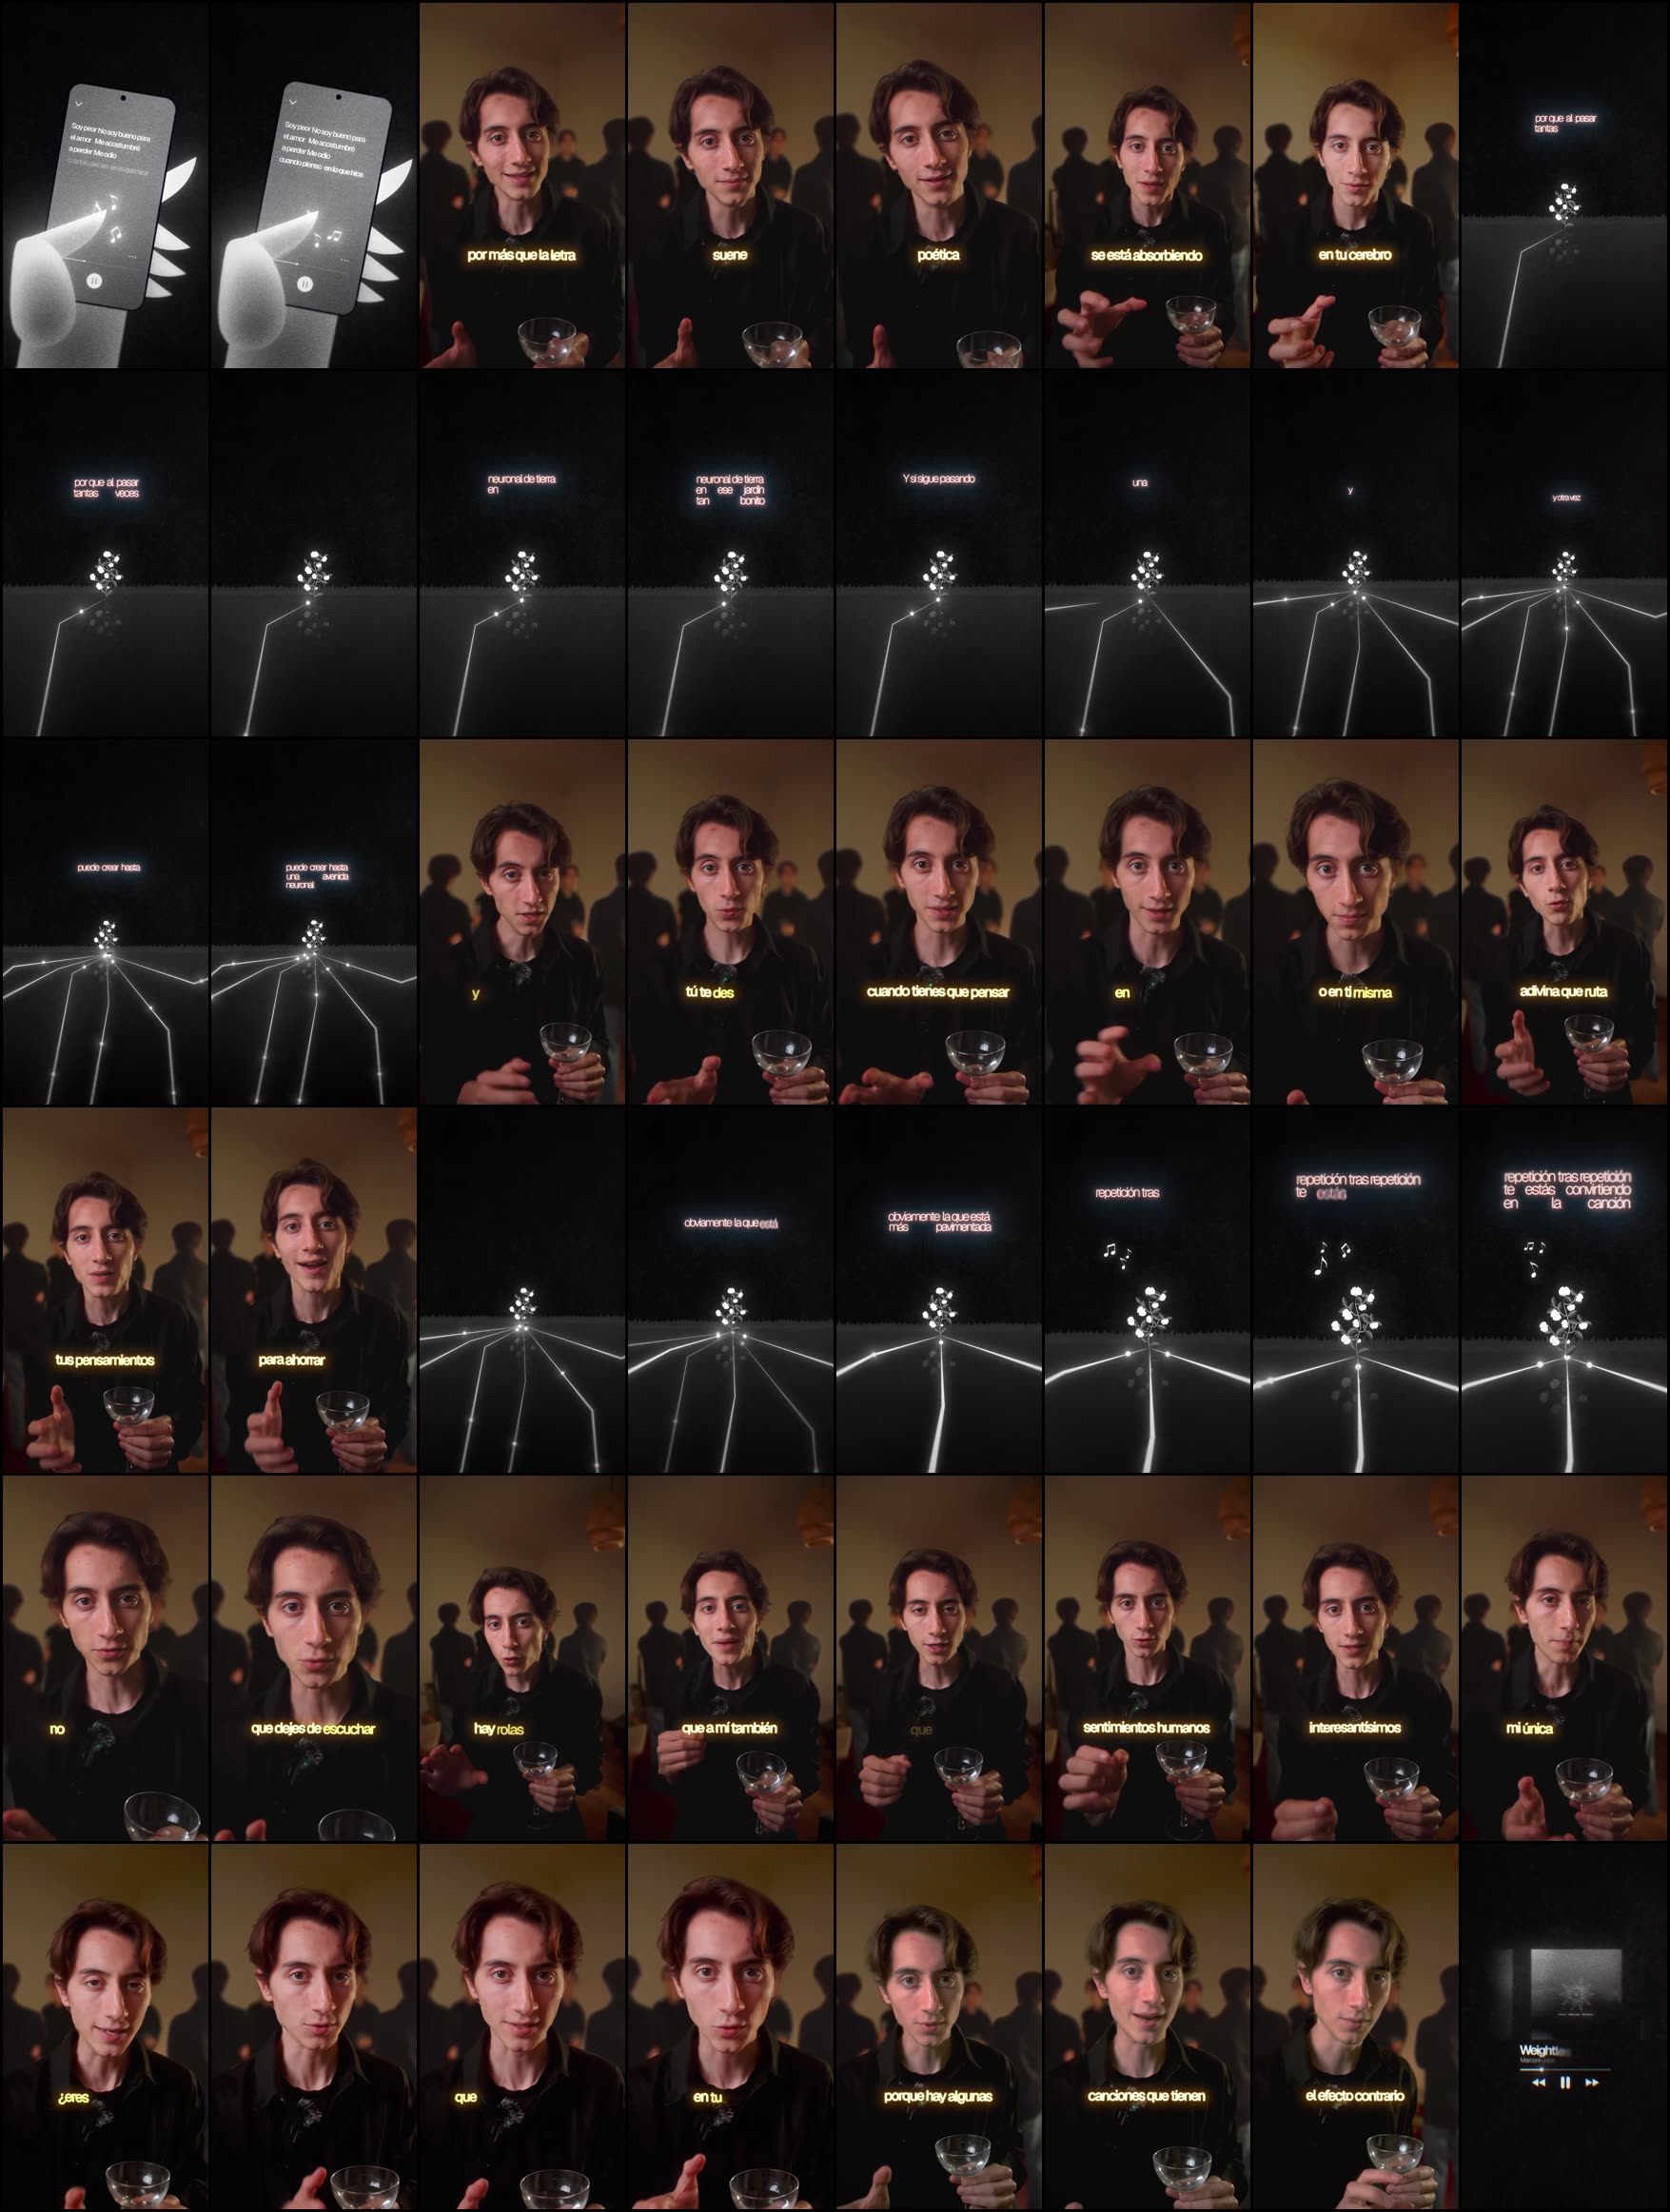 Soy peor No soy bueno para
el amor Me acostumbré
a perder Me odio
cuando pienso en lo que hice
Soy peor No soy bueno para
el amor Me acostumbré
a perder Me odio
cuando pienso en lo que hice
por más que la letra
suene
poética
se está absorbiendo
en tu cerebro
por que al pasar
tantas
por que al pasar
tantas veces
neuronal de tierra
en
neuronal de tierra
en ese jardín
tan bonito
Y si sigue pasando
una
y
y otra vez
puede crear hasta
puede crear hasta
una avenida
neuronal
y
tú te des
cuando tienes que pensar
en
o en ti misma
adivina que ruta
tus pensamientos
para ahorrar
obviamente la que está
obviamente la que está
más pavimentada
repetición tras
repetición tras repetición
te estás
repetición tras repetición
te estás convirtiendo
en la canción
no
que dejes de escuchar
hay rolas
que a mí también
que
sentimientos humanos
interesantísimos
mi única
¿eres
que
en tu
porque hay algunas
canciones que tienen
el efecto contrario